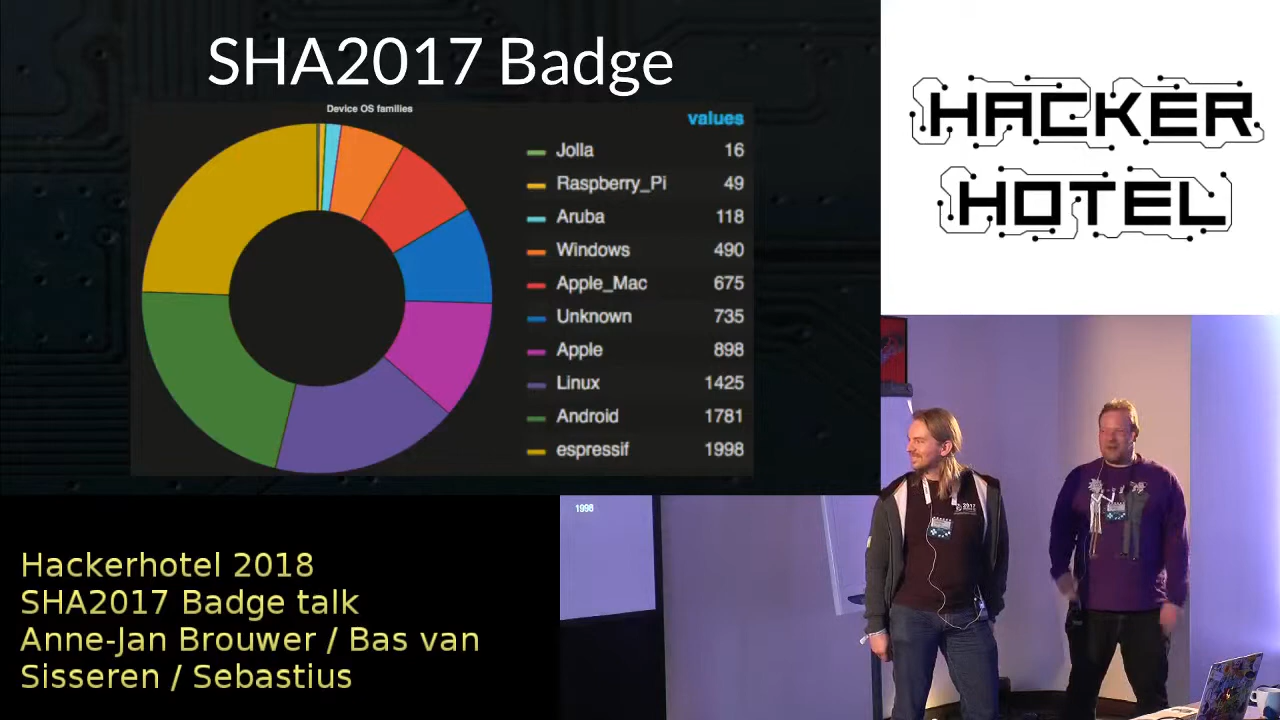 SHA2017 Badge
Device OS families
values
Jolla 16
Raspberry_Pi 49
Aruba 118
Windows 490
Apple_Mac 675
Unknown 735
Apple 898
Linux 1425
Android 1781
espressif 1998
HACKER
HOTEL
1998
2017
Hackerhotel 2018
SHA2017 Badge talk
Anne-Jan Brouwer / Bas van
Sisseren / Sebastius